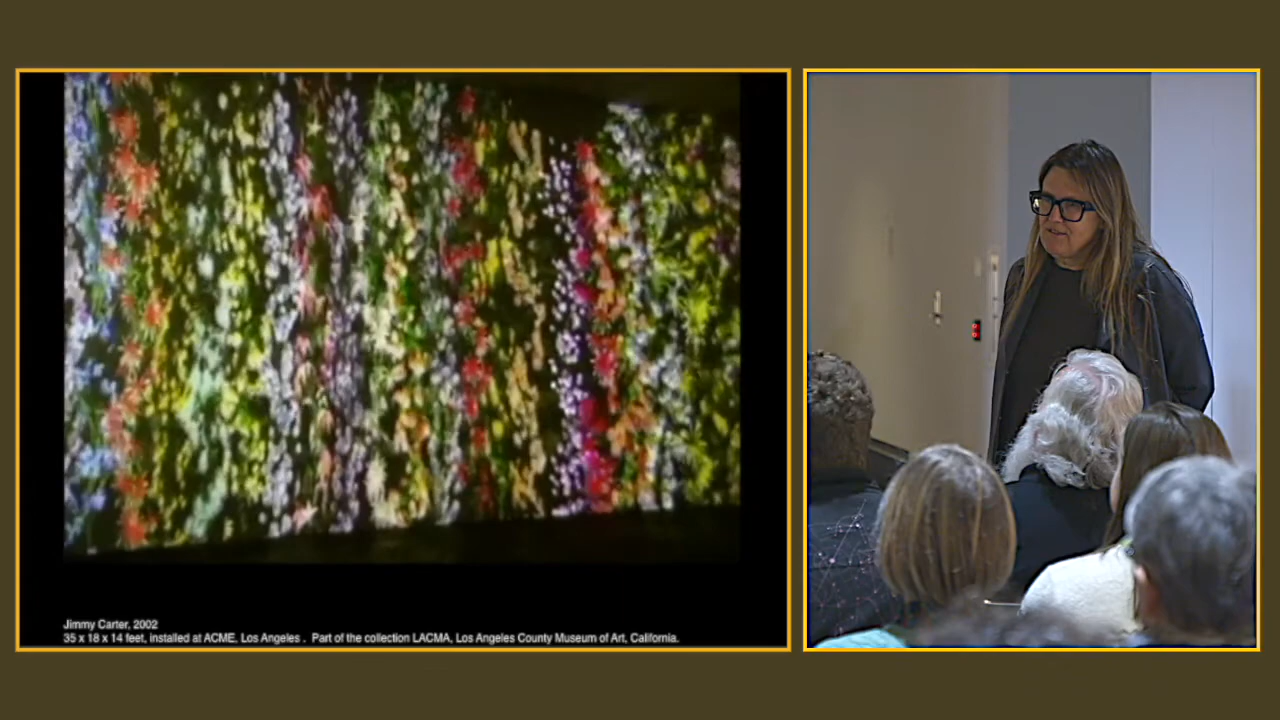 Jimmy Carter, 2002
35 x 18 x 14 feet, installed at ACME, Los Angeles . Part of the collection LACMA, Los Angeles County Museum of Art, California.